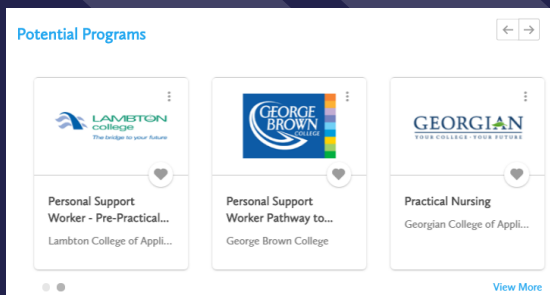 Potential Programs
LAMBTON
college
The bridge to your future
GEORGE
BROWN
COLLEGE
GEORGIAN
YOUR COLLEGE · YOUR FUTURE
Personal Support
Worker - Pre-Practical...
Lambton College of Appli...
Personal Support
Worker Pathway to...
George Brown College
Practical Nursing
Georgian College of Appli...
View More